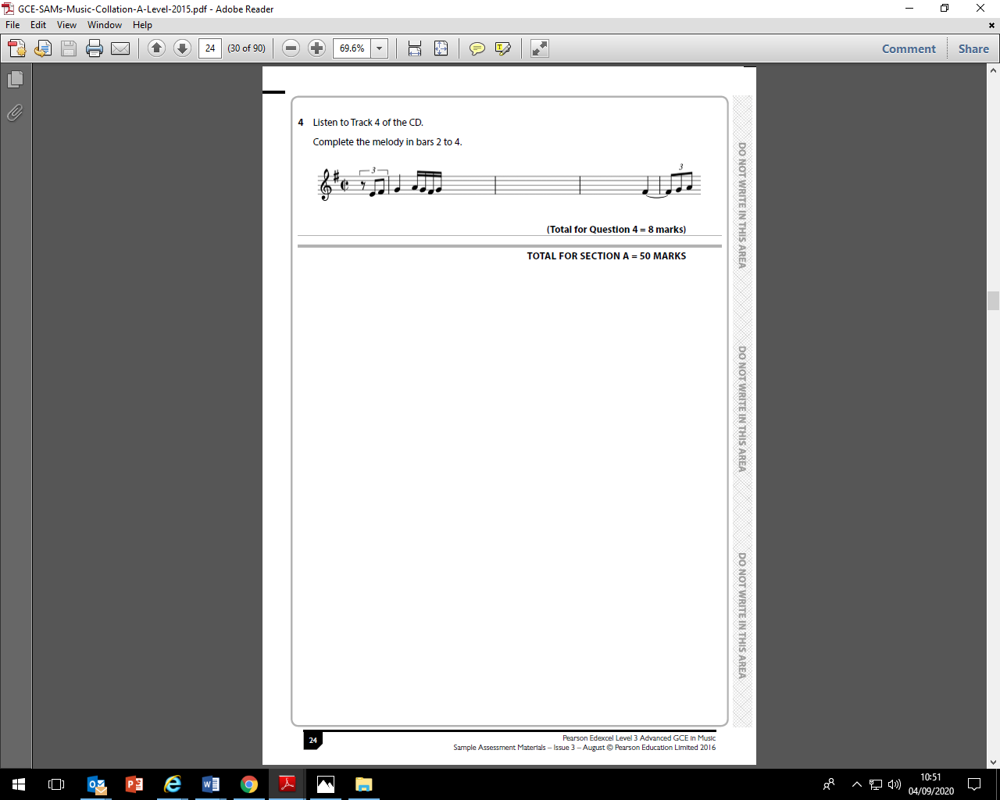 GCE-SAMs-Music-Collation-A-Level-2015.pdf - Adobe Reader
File Edit View Window Help
24 (30 of 90) 69.6% Comment Share
4 Listen to Track 4 of the CD.
Complete the melody in bars 2 to 4.
3
3
(Total for Question 4 = 8 marks)
TOTAL FOR SECTION A = 50 MARKS
DO NOT WRITE IN THIS AREA
DO NOT WRITE IN THIS AREA
DO NOT WRITE IN THIS AREA
24
Pearson Edexcel Level 3 Advanced GCE in Music
Sample Assessment Materials – Issue 3 – August © Pearson Education Limited 2016
10:51
04/09/2020